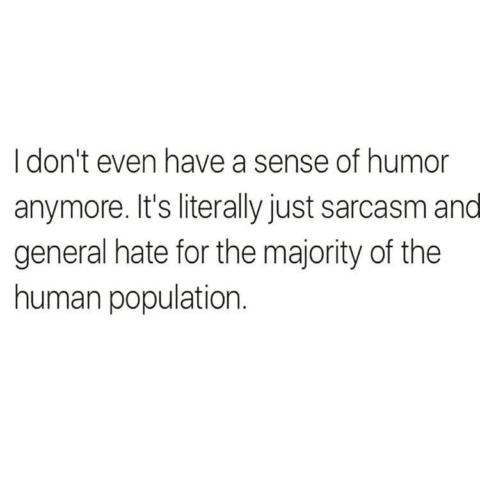 I don't even have a sense of humor
anymore. It's literally just sarcasm and
general hate for the majority of the
human population.